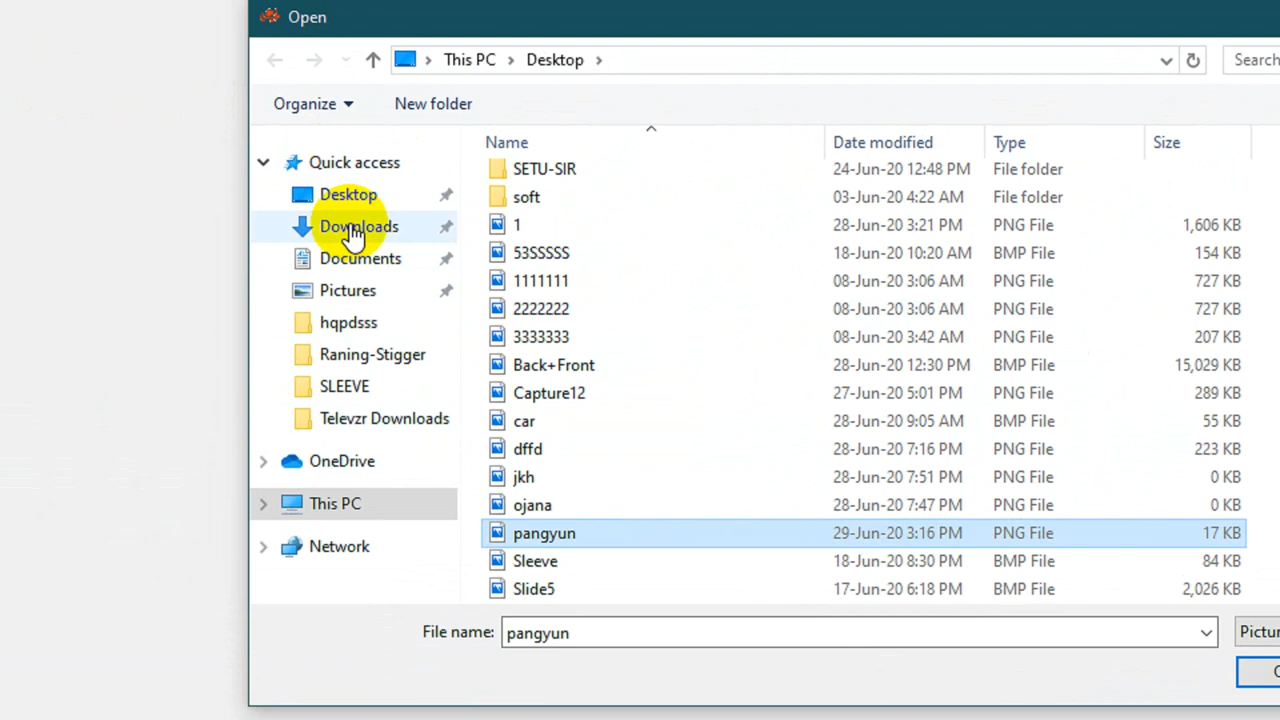 Open
This PC > Desktop >
Search
Organize
New folder
Name Date modified Type Size
Quick access
Desktop
Downloads
Documents
Pictures
hqpdsss
Raning-Stigger
SLEEVE
Televzr Downloads
OneDrive
This PC
Network
SETU-SIR 24-Jun-20 12:48 PM File folder
soft 03-Jun-20 4:22 AM File folder
1 28-Jun-20 3:21 PM PNG File 1,606 KB
53SSSSS 18-Jun-20 10:20 AM BMP File 154 KB
1111111 08-Jun-20 3:06 AM PNG File 727 KB
2222222 08-Jun-20 3:06 AM PNG File 727 KB
3333333 08-Jun-20 3:42 AM PNG File 207 KB
Back+Front 28-Jun-20 12:30 PM BMP File 15,029 KB
Capture12 27-Jun-20 5:01 PM PNG File 289 KB
car 28-Jun-20 9:05 AM BMP File 55 KB
dffd 28-Jun-20 7:16 PM PNG File 223 KB
jkh 28-Jun-20 7:51 PM PNG File 0 KB
ojana 28-Jun-20 7:47 PM PNG File 0 KB
pangyun 29-Jun-20 3:16 PM PNG File 17 KB
Sleeve 18-Jun-20 8:30 PM BMP File 84 KB
Slide5 17-Jun-20 6:18 PM BMP File 2,026 KB
File name: pangyun
Pictur